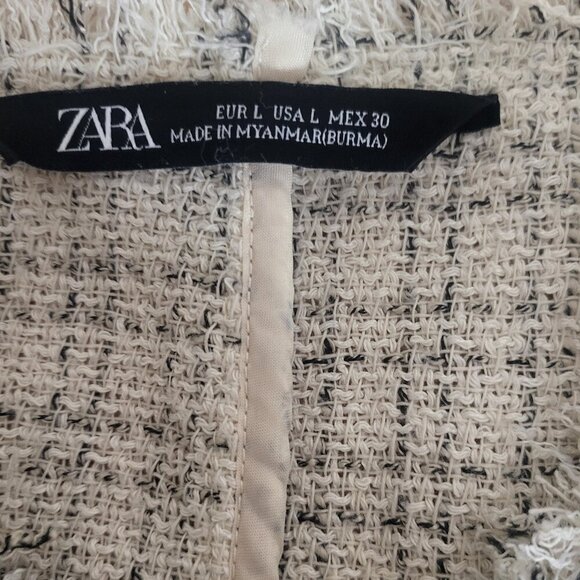 ZARA
EUR L USA L MEX 30
MADE IN MYANMAR(BURMA)